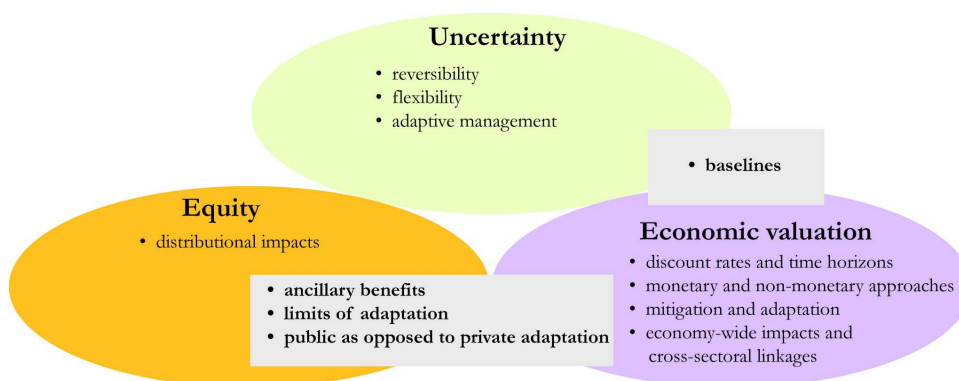 Uncertainty
• reversibility
• flexibility
• adaptive management
• baselines
Equity
• distributional impacts
Economic valuation
• discount rates and time horizons
• monetary and non-monetary approaches
• mitigation and adaptation
• economy-wide impacts and
cross-sectoral linkages
• ancillary benefits
• limits of adaptation
• public as opposed to private adaptation